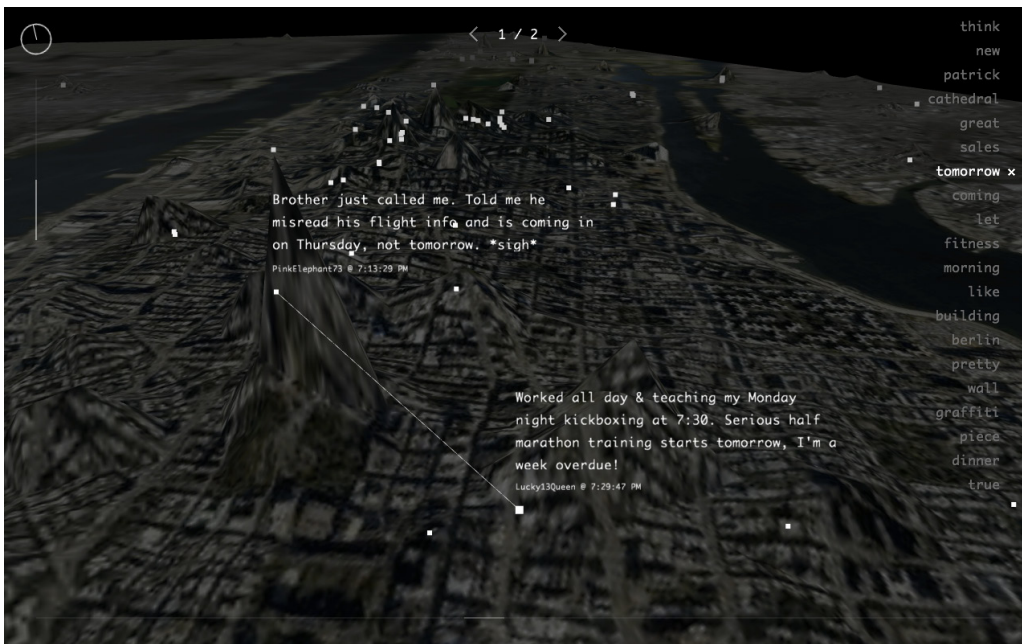 1 / 2
think
new
patrick
cathedral
great
sales
tomorrow ×
coming
let
fitness
morning
like
building
berlin
pretty
wall
graffiti
piece
dinner
true
Brother just called me. Told me he
misread his flight info and is coming in
on Thursday, not tomorrow. *sigh*
PinkElephant73 @ 7:13:29 PM
Worked all day & teaching my Monday
night kickboxing at 7:30. Serious half
marathon training starts tomorrow, I'm a
week overdue!
Lucky13Queen @ 7:29:47 PM